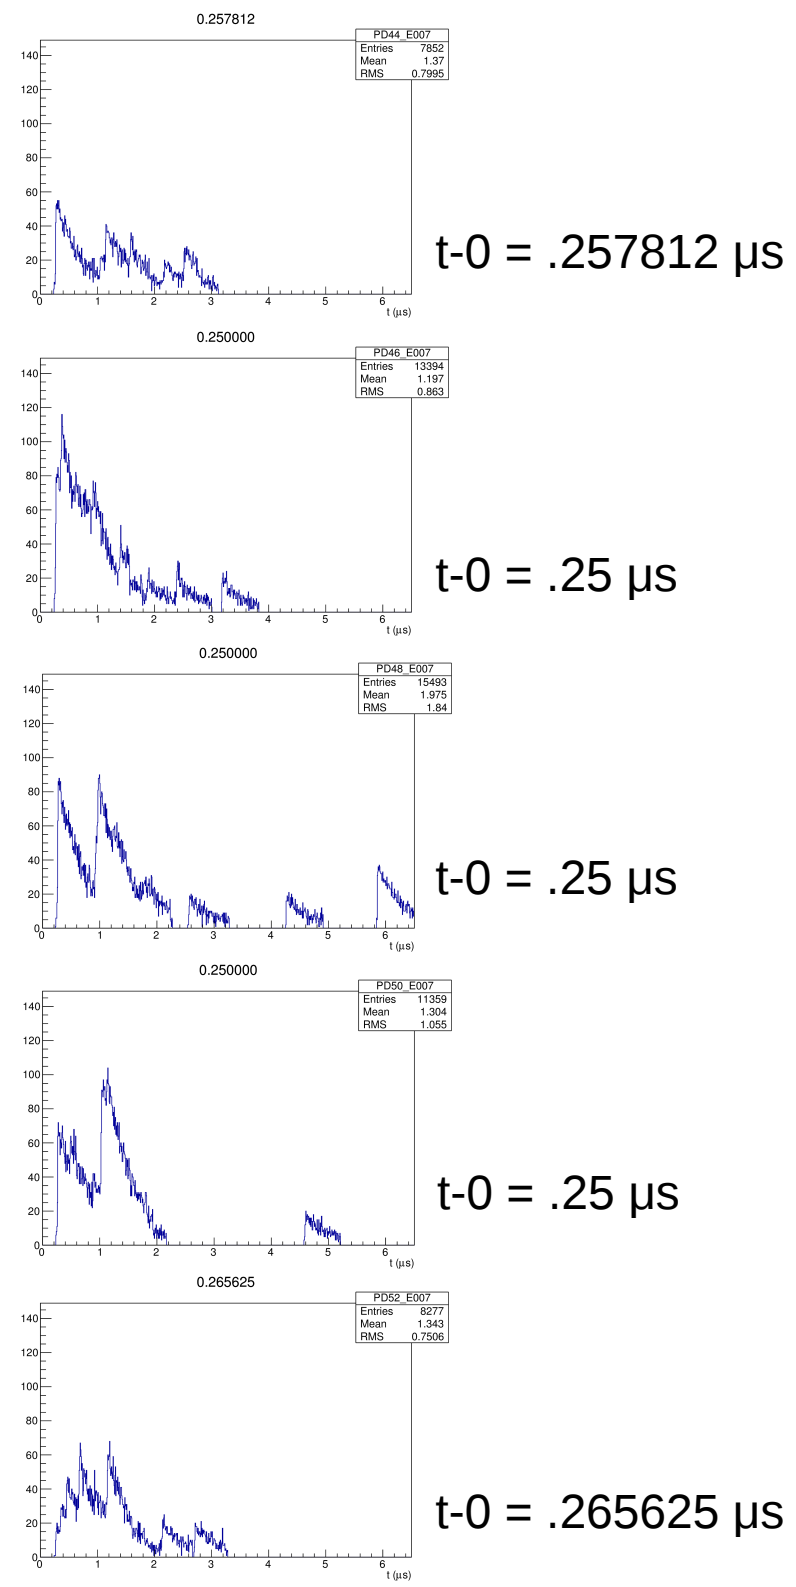 0.257812
PD44_E007
Entries 7852
Mean 1.37
RMS 0.7995
140
120
100
80
60
40
20
0
0 1 2 3 4 5 6
t (μs)
t-0 = .257812 μs
0.250000
PD46_E007
Entries 13394
Mean 1.197
RMS 0.863
140
120
100
80
60
40
20
0
0 1 2 3 4 5 6
t (μs)
t-0 = .25 μs
0.250000
PD48_E007
Entries 15493
Mean 1.975
RMS 1.84
140
120
100
80
60
40
20
0
0 1 2 3 4 5 6
t (μs)
t-0 = .25 μs
0.250000
PD50_E007
Entries 11359
Mean 1.304
RMS 1.055
140
120
100
80
60
40
20
0
0 1 2 3 4 5 6
t (μs)
t-0 = .25 μs
0.265625
PD52_E007
Entries 8277
Mean 1.343
RMS 0.7506
140
120
100
80
60
40
20
0
0 1 2 3 4 5 6
t (μs)
t-0 = .265625 μs